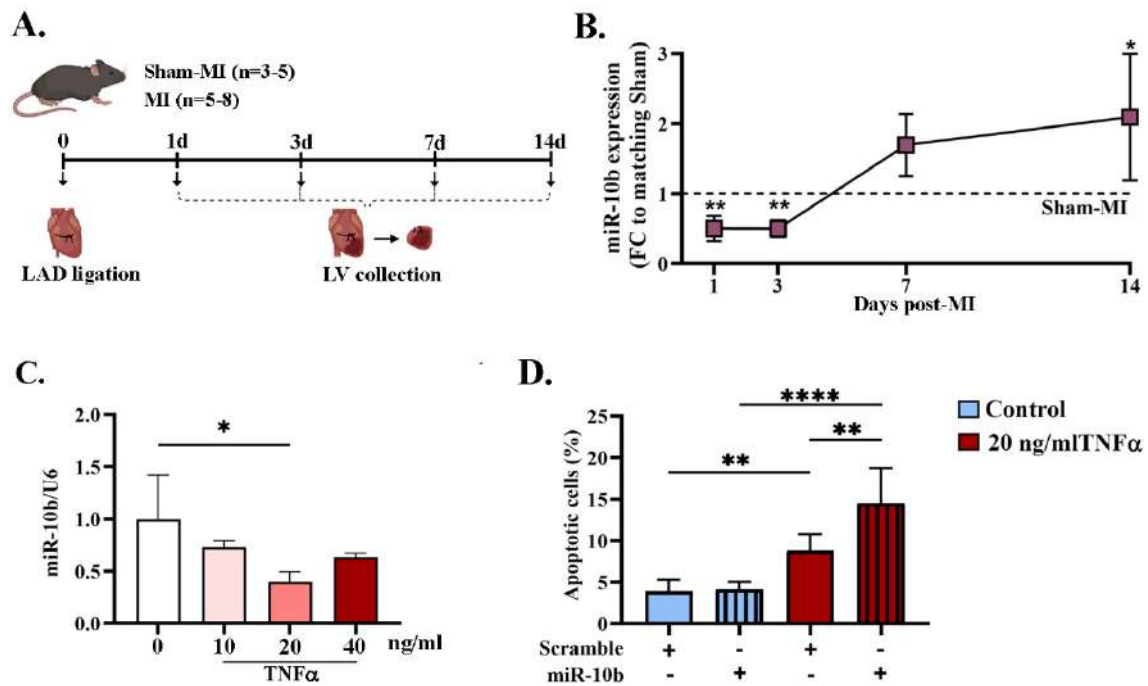 A.
Sham-MI (n=3-5)
MI (n=5-8)
0 1d 3d 7d 14d
LAD ligation
LV collection
B.
miR-10b expression
(FC to matching Sham)
3
2
1
0
** ** *
Sham-MI
1 3 7 14
Days post-MI
C.
miR-10b/U6
2.0
1.5
1.0
0.5
0.0
*
0 10 20 40 ng/ml
TNFα
D.
Apoptotic cells (%)
25
20
15
10
5
0
****
**
**
Control
20 ng/mlTNFα
Scramble + - + -
miR-10b - + - +